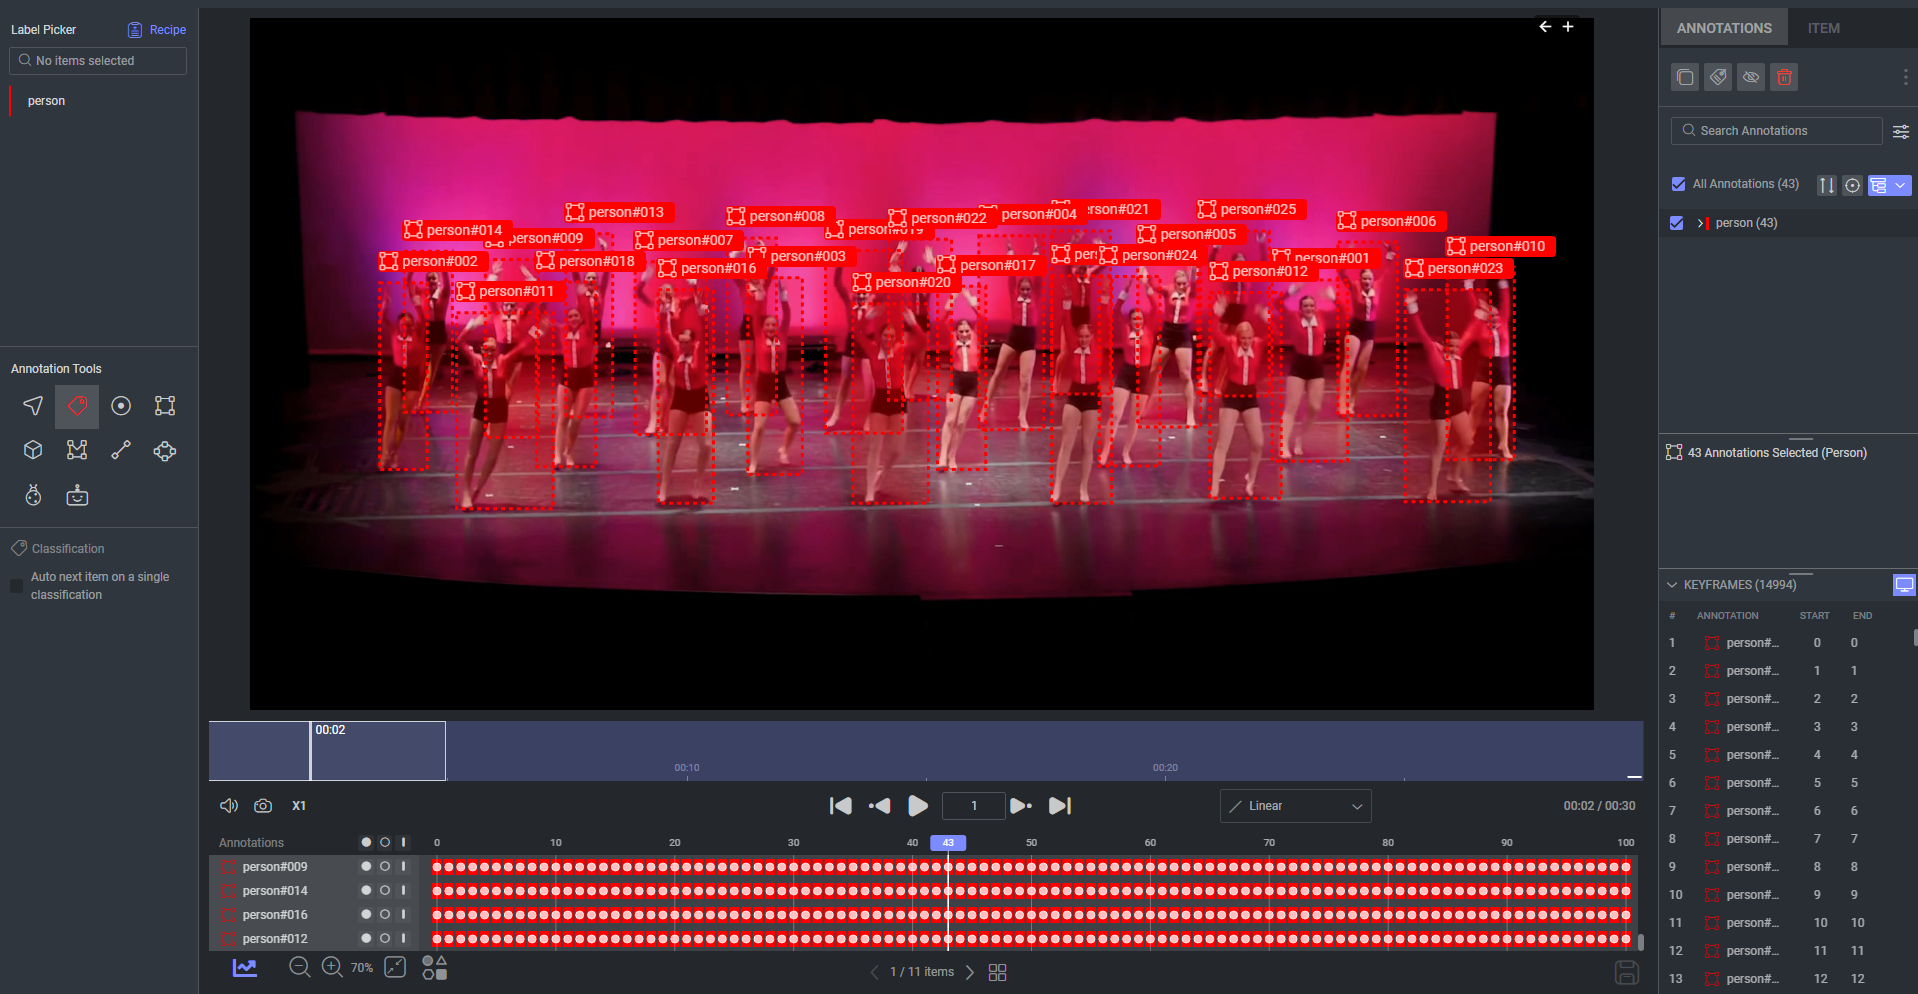 Label Picker
Recipe
No items selected
person
Annotation Tools
Classification
Auto next item on a single
classification
person#013
person#008
person#022
person#004
person#021
person#025
person#006
person#014
person#009
person#007
person#019
person#005
person#010
person#002
person#018
person#016
person#003
person#017
person#024
person#001
person#012
person#023
person#011
person#020
00:02
00:10
00:20
X1
1
Linear
00:02 / 00:30
Annotations
0
10
20
30
40
43
50
60
70
80
90
100
person#009
person#014
person#016
person#012
70%
1 / 11 items
ANNOTATIONS
ITEM
Search Annotations
All Annotations (43)
person (43)
43 Annotations Selected (Person)
KEYFRAMES (14994)
# ANNOTATION START END
1 person#... 0 0
2 person#... 1 1
3 person#... 2 2
4 person#... 3 3
5 person#... 4 4
6 person#... 5 5
7 person#... 6 6
8 person#... 7 7
9 person#... 8 8
10 person#... 9 9
11 person#... 10 10
12 person#... 11 11
13 person#... 12 12